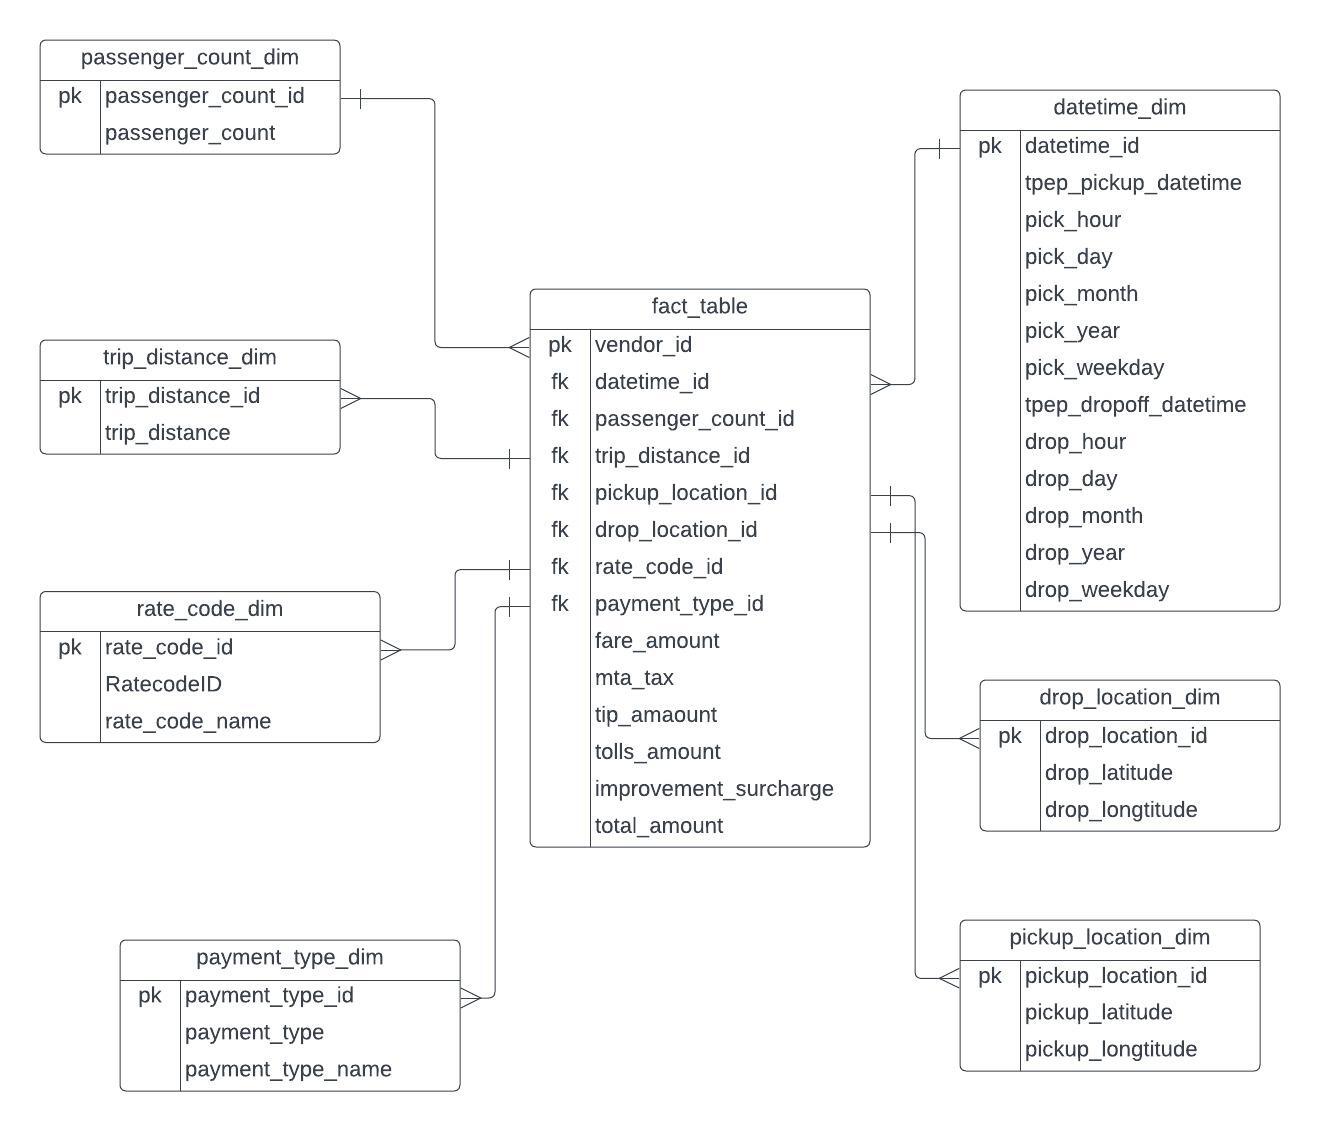 passenger_count_dim
pk passenger_count_id
passenger_count
trip_distance_dim
pk trip_distance_id
trip_distance
rate_code_dim
pk rate_code_id
RatecodeID
rate_code_name
payment_type_dim
pk payment_type_id
payment_type
payment_type_name
fact_table
pk vendor_id
fk datetime_id
fk passenger_count_id
fk trip_distance_id
fk pickup_location_id
fk drop_location_id
fk rate_code_id
fk payment_type_id
fare_amount
mta_tax
tip_amaount
tolls_amount
improvement_surcharge
total_amount
datetime_dim
pk datetime_id
tpep_pickup_datetime
pick_hour
pick_day
pick_month
pick_year
pick_weekday
tpep_dropoff_datetime
drop_hour
drop_day
drop_month
drop_year
drop_weekday
drop_location_dim
pk drop_location_id
drop_latitude
drop_longtitude
pickup_location_dim
pk pickup_location_id
pickup_latitude
pickup_longtitude